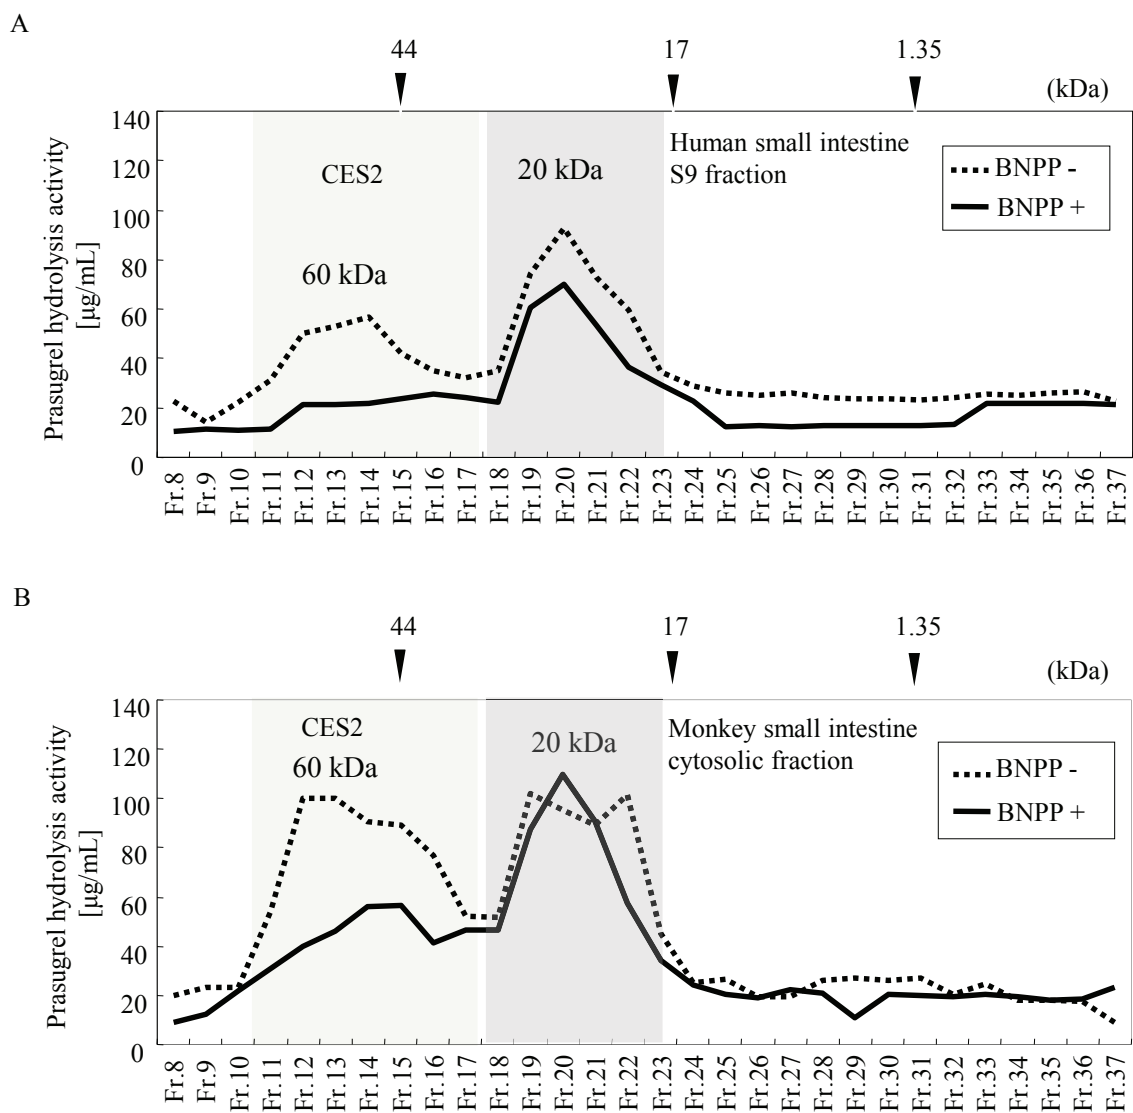 A
44
17
1.35
(kDa)
140
120
100
80
60
40
20
0
Prasugrel hydrolysis activity
[µg/mL]
CES2
60 kDa
20 kDa
Human small intestine
S9 fraction
BNPP -
BNPP +
Fr.8
Fr.9
Fr.10
Fr.11
Fr.12
Fr.13
Fr.14
Fr.15
Fr.16
Fr.17
Fr.18
Fr.19
Fr.20
Fr.21
Fr.22
Fr.23
Fr.24
Fr.25
Fr.26
Fr.27
Fr.28
Fr.29
Fr.30
Fr.31
Fr.32
Fr.33
Fr.34
Fr.35
Fr.36
Fr.37
B
44
17
1.35
(kDa)
140
120
100
80
60
40
20
0
Prasugrel hydrolysis activity
[µg/mL]
CES2
60 kDa
20 kDa
Monkey small intestine
cytosolic fraction
BNPP -
BNPP +
Fr.8
Fr.9
Fr.10
Fr.11
Fr.12
Fr.13
Fr.14
Fr.15
Fr.16
Fr.17
Fr.18
Fr.19
Fr.20
Fr.21
Fr.22
Fr.23
Fr.24
Fr.25
Fr.26
Fr.27
Fr.28
Fr.29
Fr.30
Fr.31
Fr.32
Fr.33
Fr.34
Fr.35
Fr.36
Fr.37